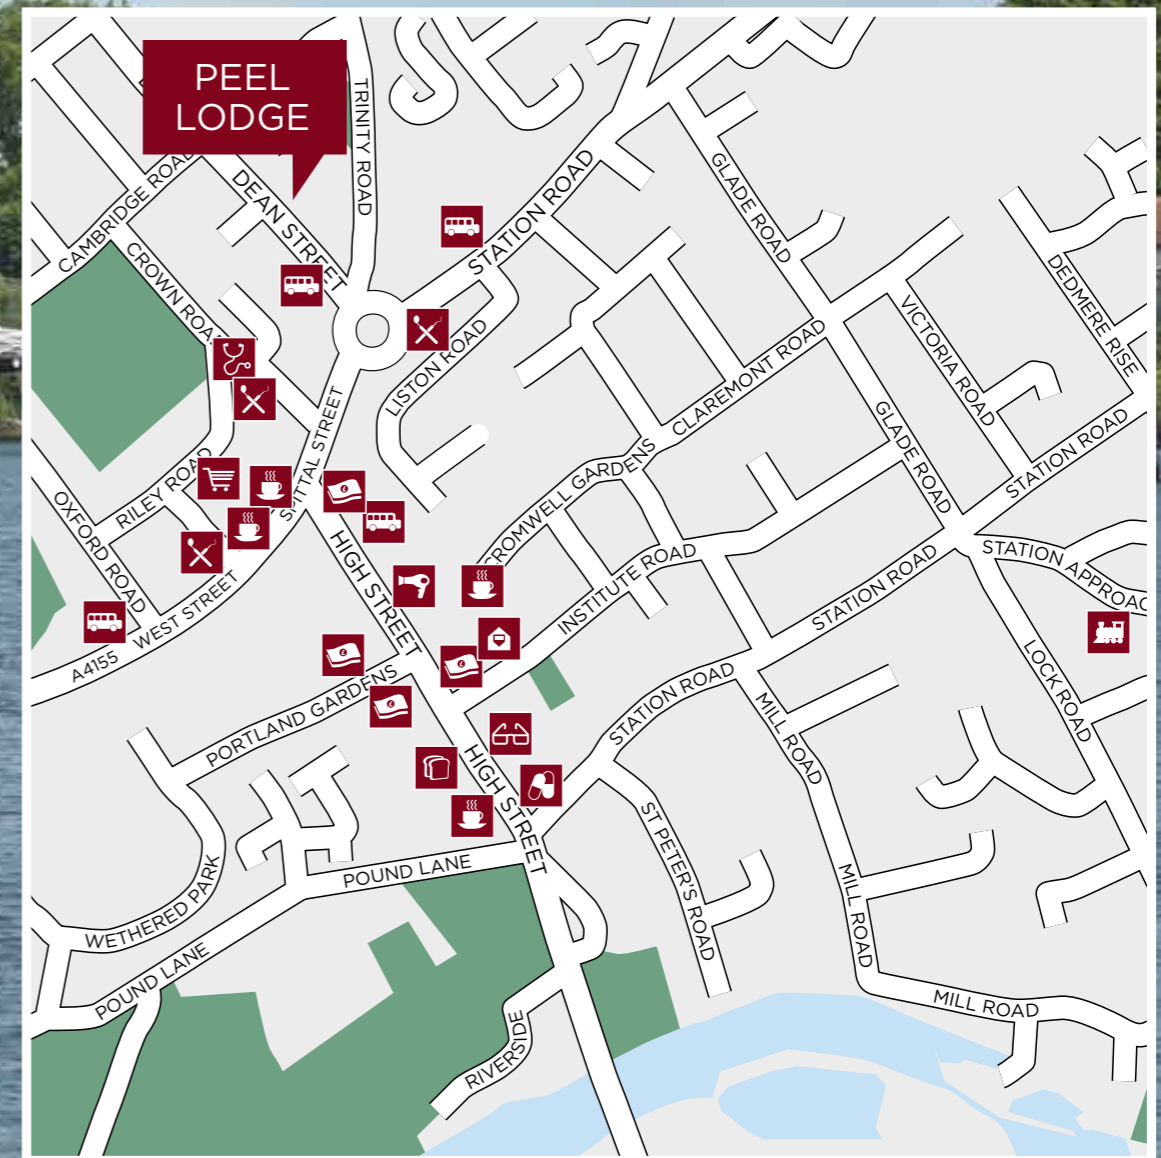 PEEL
LODGE
TRINITY ROAD
CAMBRIDGE ROAD
DEAN STREET
STATION ROAD
GLADE ROAD
CROWN ROAD
DEDMERE RISE
VICTORIA ROAD
LISTON ROAD
CLAREMONT ROAD
SPITTAL STREET
GLADE ROAD
STATION ROAD
RILEY ROAD
OXFORD ROAD
CROMWELL GARDENS
HIGH STREET
INSTITUTE ROAD
STATION ROAD
STATION APPROAC
WEST STREET
A4155
LOCK ROAD
PORTLAND GARDENS
STATION ROAD
MILL ROAD
HIGH STREET
ST PETER'S ROAD
POUND LANE
WETHERED PARK
MILL ROAD
POUND LANE
MILL ROAD
RIVERSIDE